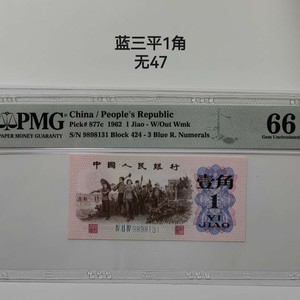 蓝三平1角
无47
PMG
PAPER MONEY GUARANTY
China / People's Republic
Pick# 877c 1962 1 Jiao - W/Out Wmk
S/N 9898131 Block 424 - 3 Blue R. Numerals
66
Gem Uncirculated
中国人民银行
壹角
1
YI
JIAO
9898131